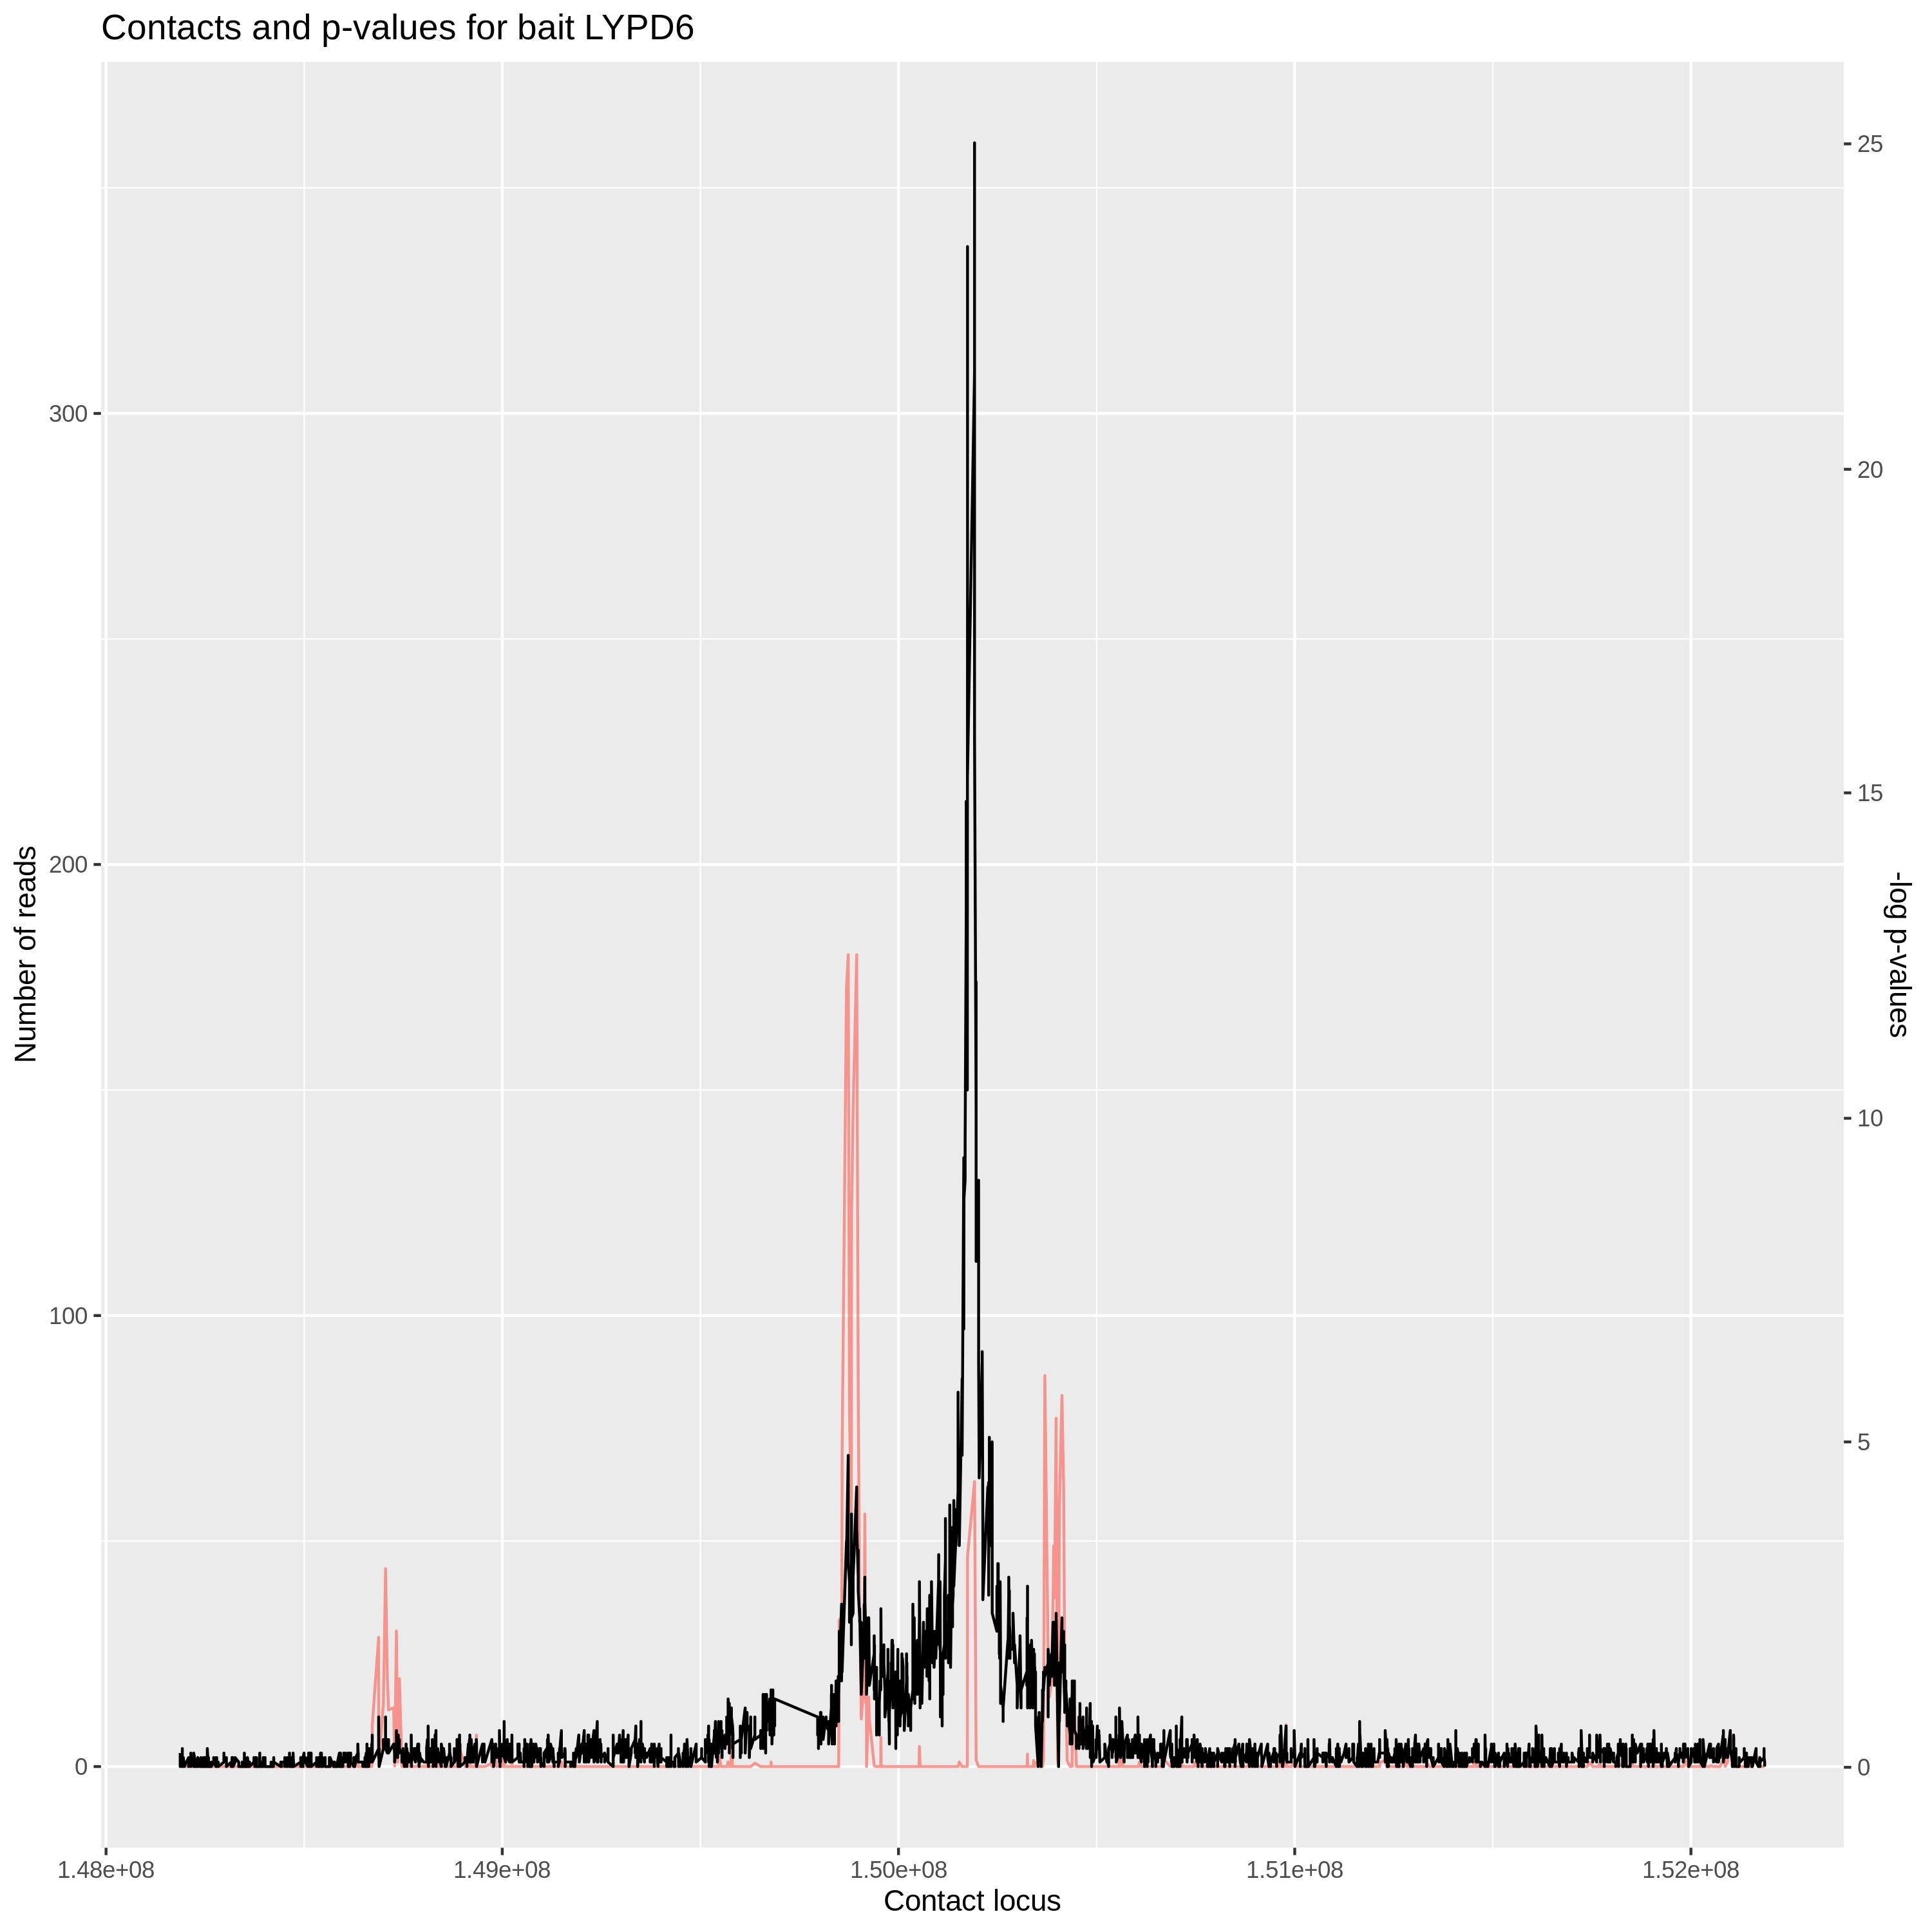 Contacts and p-values for bait LYPD6
Number of reads
300
200
100
0
25
20
15
10
5
0
-log p-values
1.48e+08
1.49e+08
1.50e+08
1.51e+08
1.52e+08
Contact locus